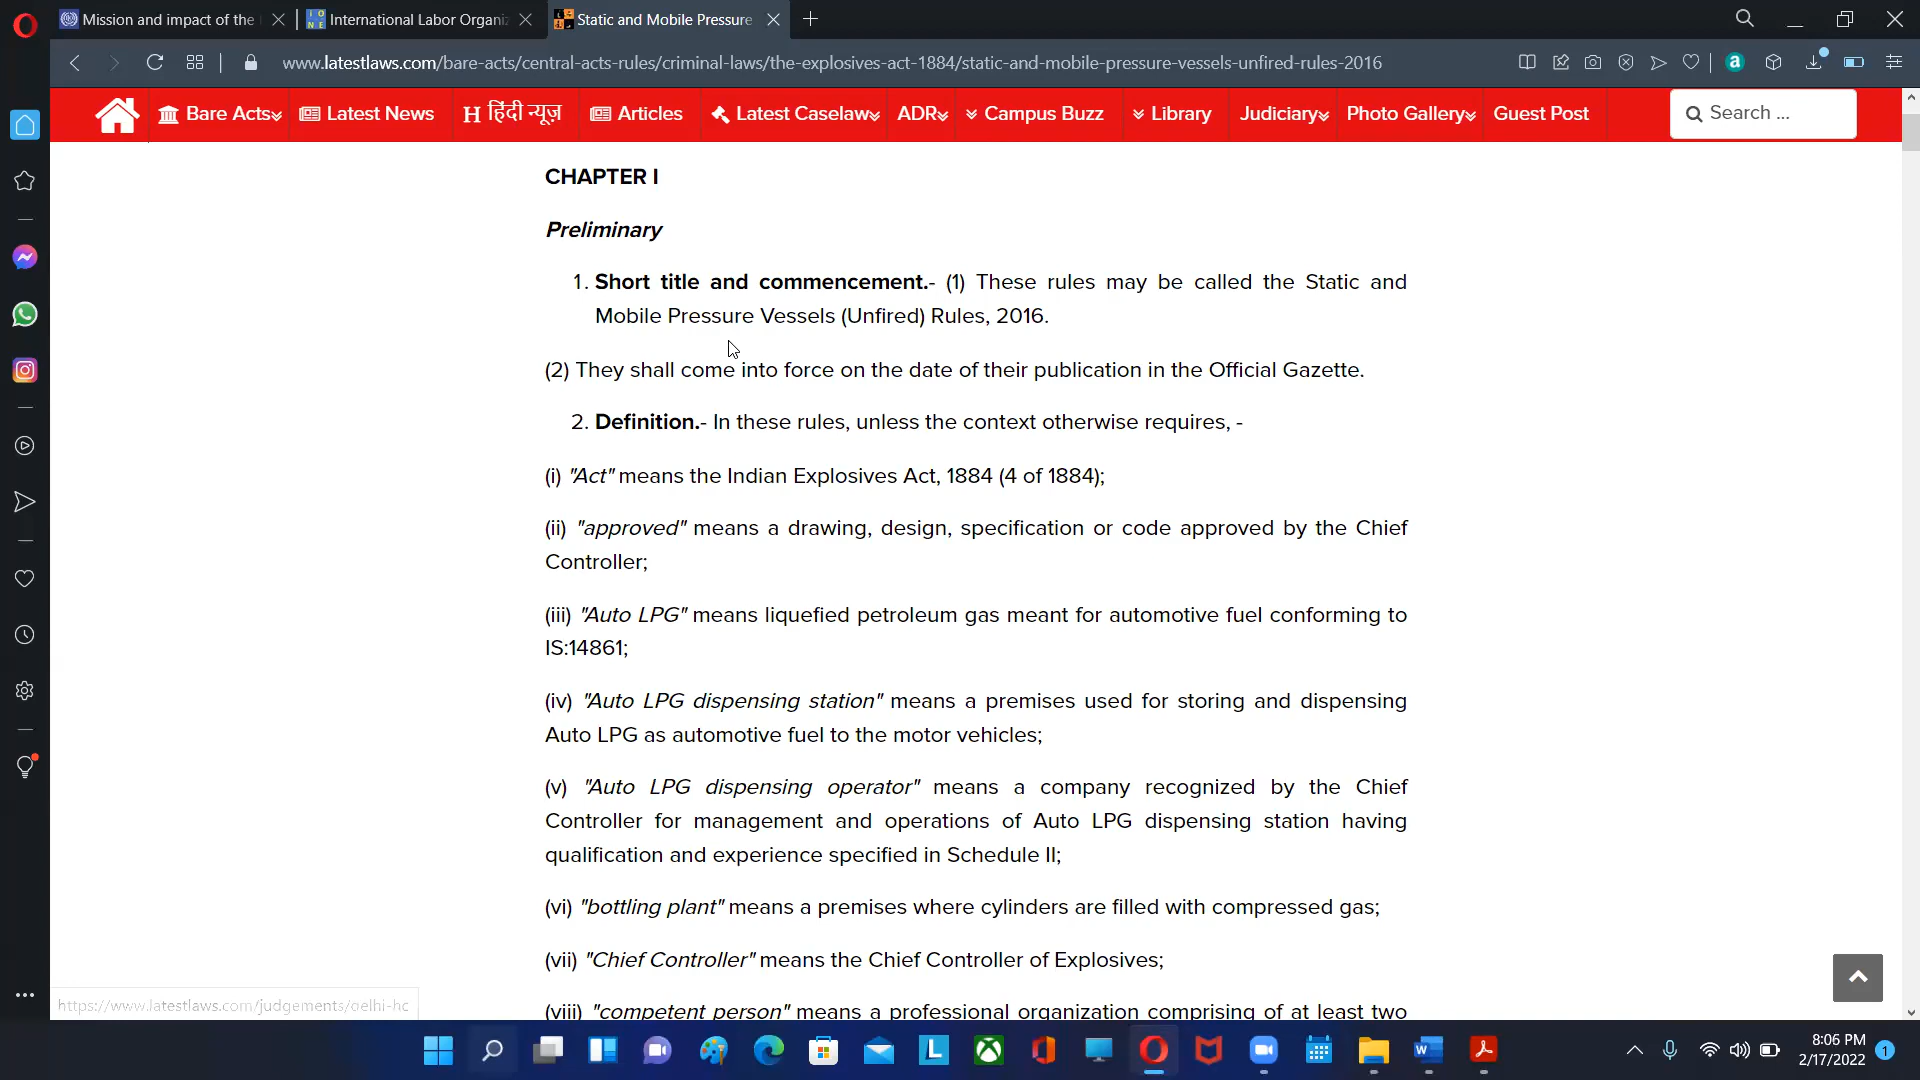 Mission and impact of the
International Labor Organiz
Static and Mobile Pressure
www.latestlaws.com/bare-acts/central-acts-rules/criminal-laws/the-explosives-act-1884/static-and-mobile-pressure-vessels-unfired-rules-2016
Bare Acts Latest News H हिंदी न्यूज़ Articles Latest Caselaw ADR Campus Buzz Library Judiciary Photo Gallery Guest Post Search ...
CHAPTER I
Preliminary
1. Short title and commencement.- (1) These rules may be called the Static and
Mobile Pressure Vessels (Unfired) Rules, 2016.
(2) They shall come into force on the date of their publication in the Official Gazette.
2. Definition.- In these rules, unless the context otherwise requires, -
(i) "Act" means the Indian Explosives Act, 1884 (4 of 1884);
(ii) "approved" means a drawing, design, specification or code approved by the Chief
Controller;
(iii) "Auto LPG" means liquefied petroleum gas meant for automotive fuel conforming to
IS:14861;
(iv) "Auto LPG dispensing station" means a premises used for storing and dispensing
Auto LPG as automotive fuel to the motor vehicles;
(v) "Auto LPG dispensing operator" means a company recognized by the Chief
Controller for management and operations of Auto LPG dispensing station having
qualification and experience specified in Schedule II;
(vi) "bottling plant" means a premises where cylinders are filled with compressed gas;
(vii) "Chief Controller" means the Chief Controller of Explosives;
(viii) "competent person" means a professional organization comprising of at least two
https://www.latestlaws.com/judgements/delhi-hc
8:06 PM
2/17/2022
1